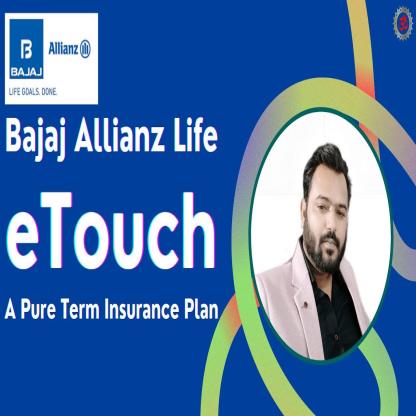 B
BAJAJ
Allianz
LIFE GOALS. DONE.
Bajaj Allianz Life
eTouch
A Pure Term Insurance Plan
ॐ